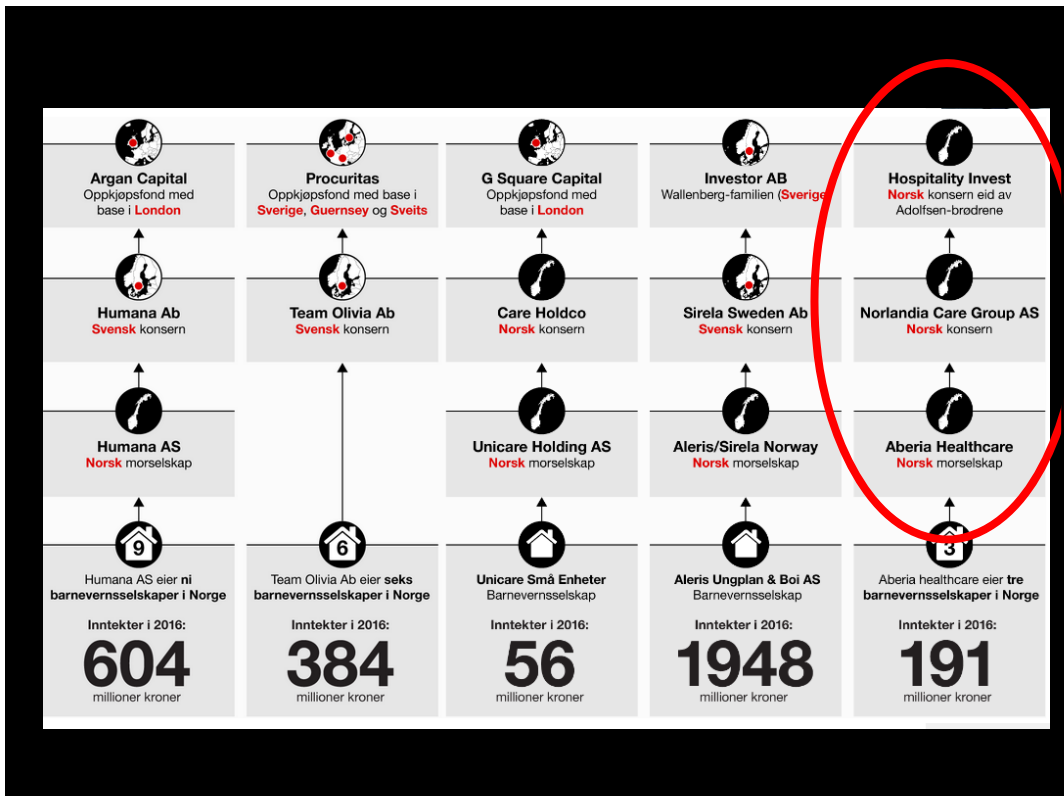 Argan Capital
Oppkjøpsfond med
base i London
Humana Ab
Svensk konsern
Humana AS
Norsk morselskap
9
Humana AS eier ni
barnevernsselskaper i Norge
Inntekter i 2016:
604
millioner kroner
Procuritas
Oppkjøpsfond med base i
Sverige, Guernsey og Sveits
Team Olivia Ab
Svensk konsern
6
Team Olivia Ab eier seks
barnevernsselskaper i Norge
Inntekter i 2016:
384
millioner kroner
G Square Capital
Oppkjøpsfond med
base i London
Care Holdco
Norsk konsern
Unicare Holding AS
Norsk morselskap
Unicare Små Enheter
Barnevernsselskap
Inntekter i 2016:
56
millioner kroner
Investor AB
Wallenberg-familien (Sverige
Sirela Sweden Ab
Svensk konsern
Aleris/Sirela Norway
Norsk morselskap
Aleris Ungplan & Boi AS
Barnevernsselskap
Inntekter i 2016:
1948
millioner kroner
Hospitality Invest
Norsk konsern eid av
Adolfsen-brødrene
Norlandia Care Group AS
Norsk konsern
Aberia Healthcare
Norsk morselskap
3
Aberia healthcare eier tre
barnevernsselskaper i Norge
Inntekter i 2016:
191
millioner kroner